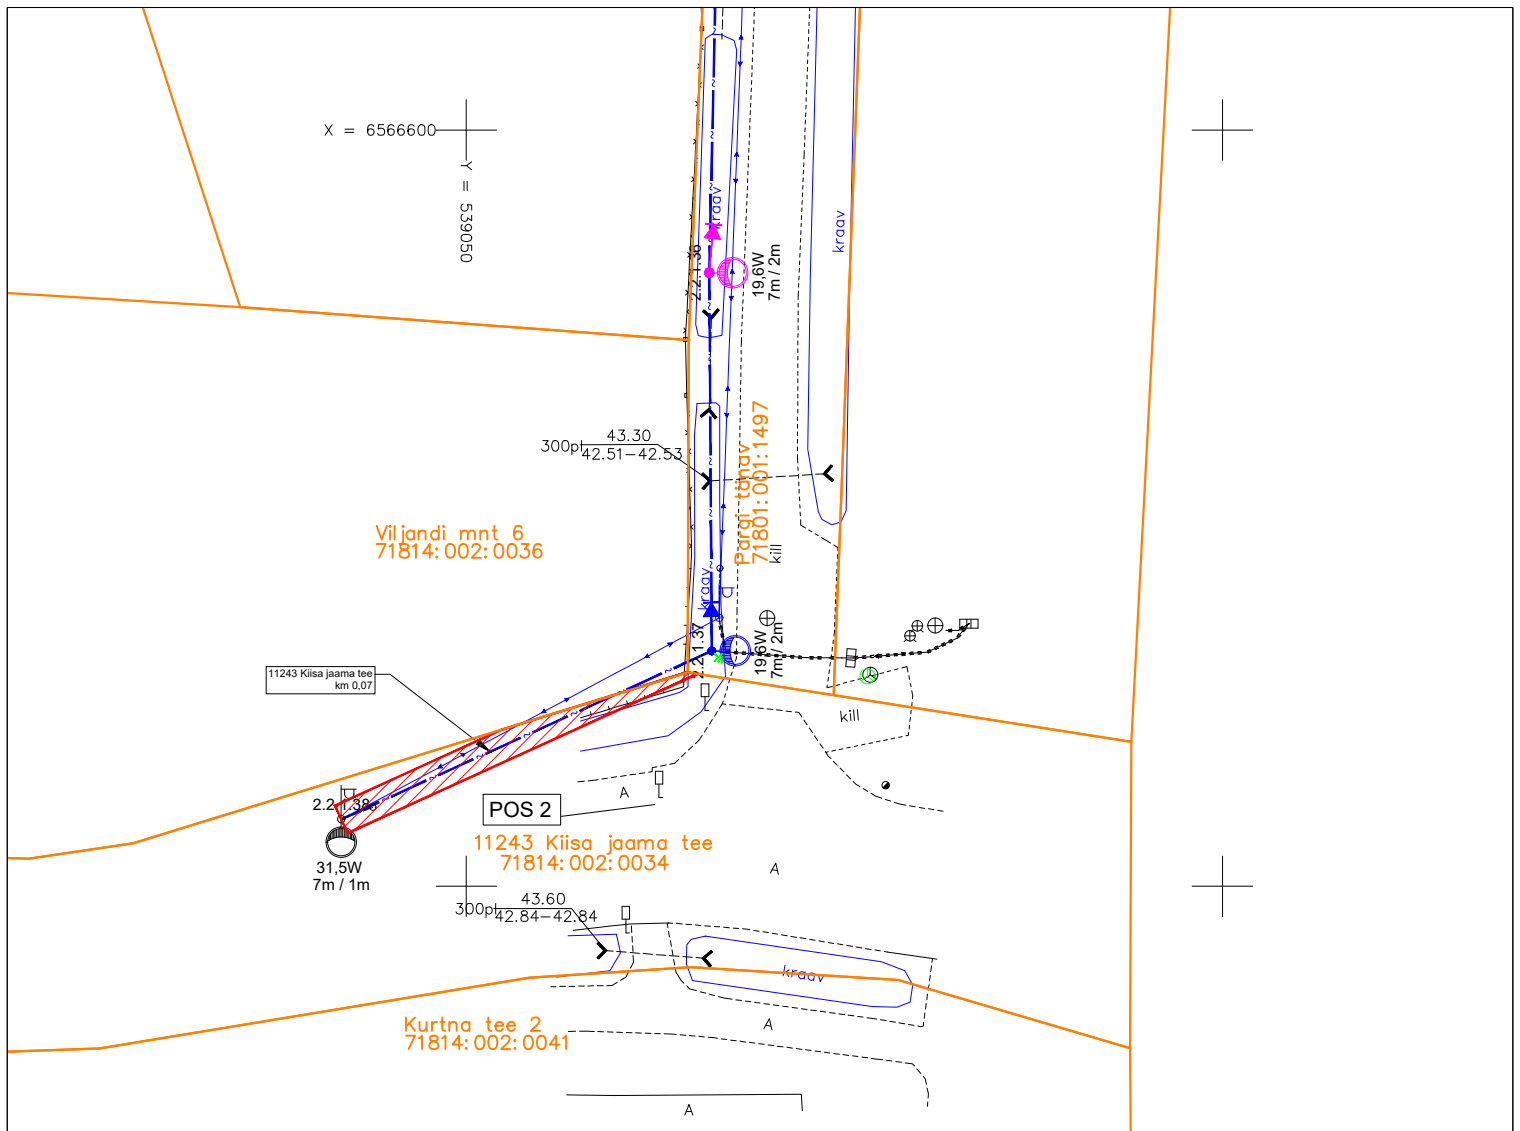 X = 6566600
Y = 539050
kraav
kraav
2.2.1.36
19,6W
7m / 2m
43.30
300pl
42.51-42.53
Pargi tänav
71801:001:1497
Viljandi mnt 6
71814:002:0036
kill
kraav
2.2.1.37
19,6W
7m / 2m
11243 Kiisa jaama tee
km 0,07
kill
A
2.2.1.38
POS 2
11243 Kiisa jaama tee
71814:002:0034
31,5W
7m / 1m
A
43.60
300pl
42.84-42.84
kraav
Kurtna tee 2
71814:002:0041
A
A